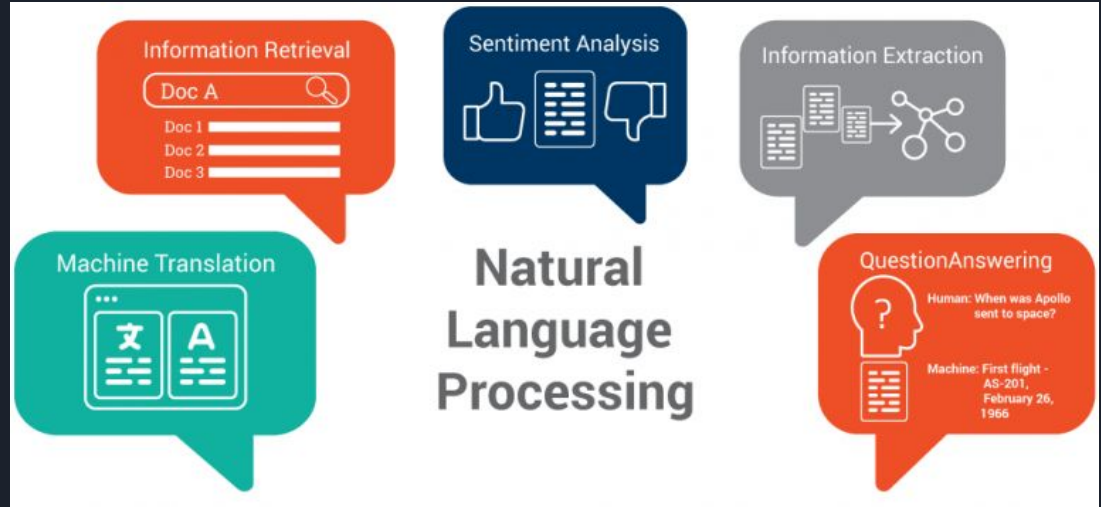 Information Retrieval
Doc A
Doc 1
Doc 2
Doc 3
Sentiment Analysis
Information Extraction
Machine Translation
文
A
Natural
Language
Processing
QuestionAnswering
?
Human: When was Apollo
sent to space?
Machine: First flight -
AS-201,
February 26,
1966